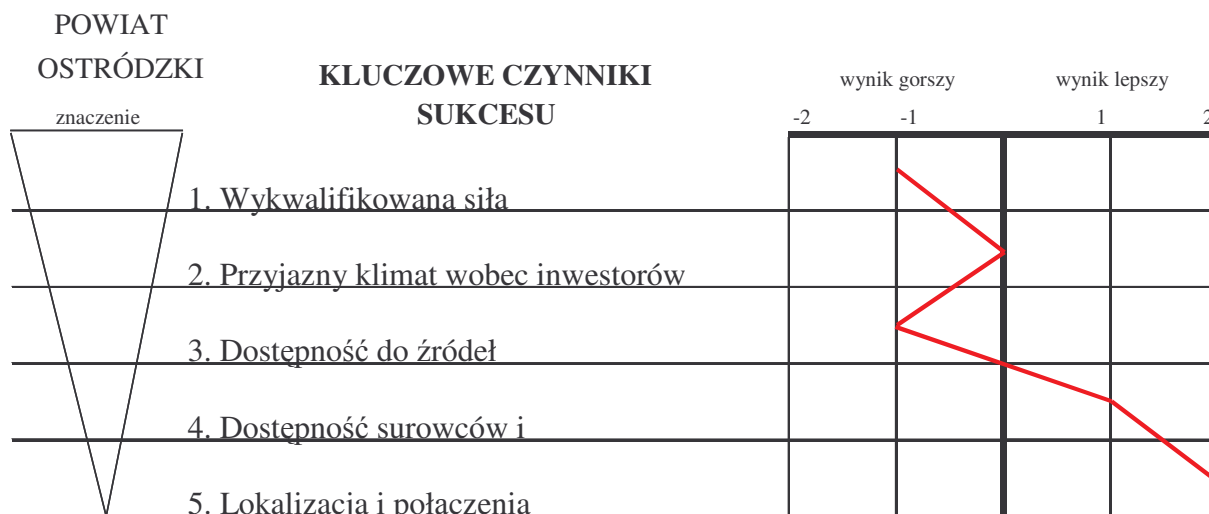 POWIAT
OSTRÓDZKI
KLUCZOWE CZYNNIKI
SUKCESU
wynik gorszy
wynik lepszy
znaczenie
-2
-1
1
2
1. Wykwalifikowana siła
2. Przyjazny klimat wobec inwestorów
3. Dostępność do źródeł
4. Dostępność surowców i
5. Lokalizacja i połączenia